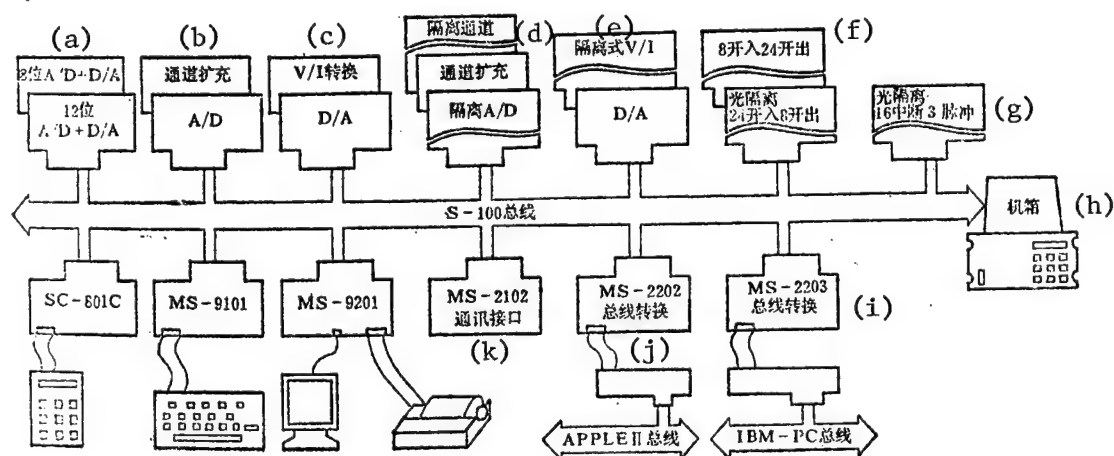 (a)
(b)
(c)
(d)
(e)
(f)
隔离通道
隔离式V/I
8开入24开出
8位A/D+D/A
通道扩充
V/I转换
通道扩充
12位
A/D+D/A
A/D
D/A
隔离A/D
D/A
光隔离
24开入8开出
光隔离
16中断3脉冲
(g)
S-100总线
机箱
(h)
SC-801C
MS-9101
MS-9201
MS-2102
通讯接口
MS-2202
总线转换
MS-2203
总线转换
(i)
(k)
(j)
APPLEⅡ总线
IBM-PC总线